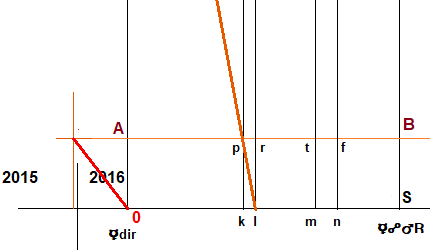 A B
p r t f
2015 2016 S
0 k l m n
☿dir ☿☍♂R